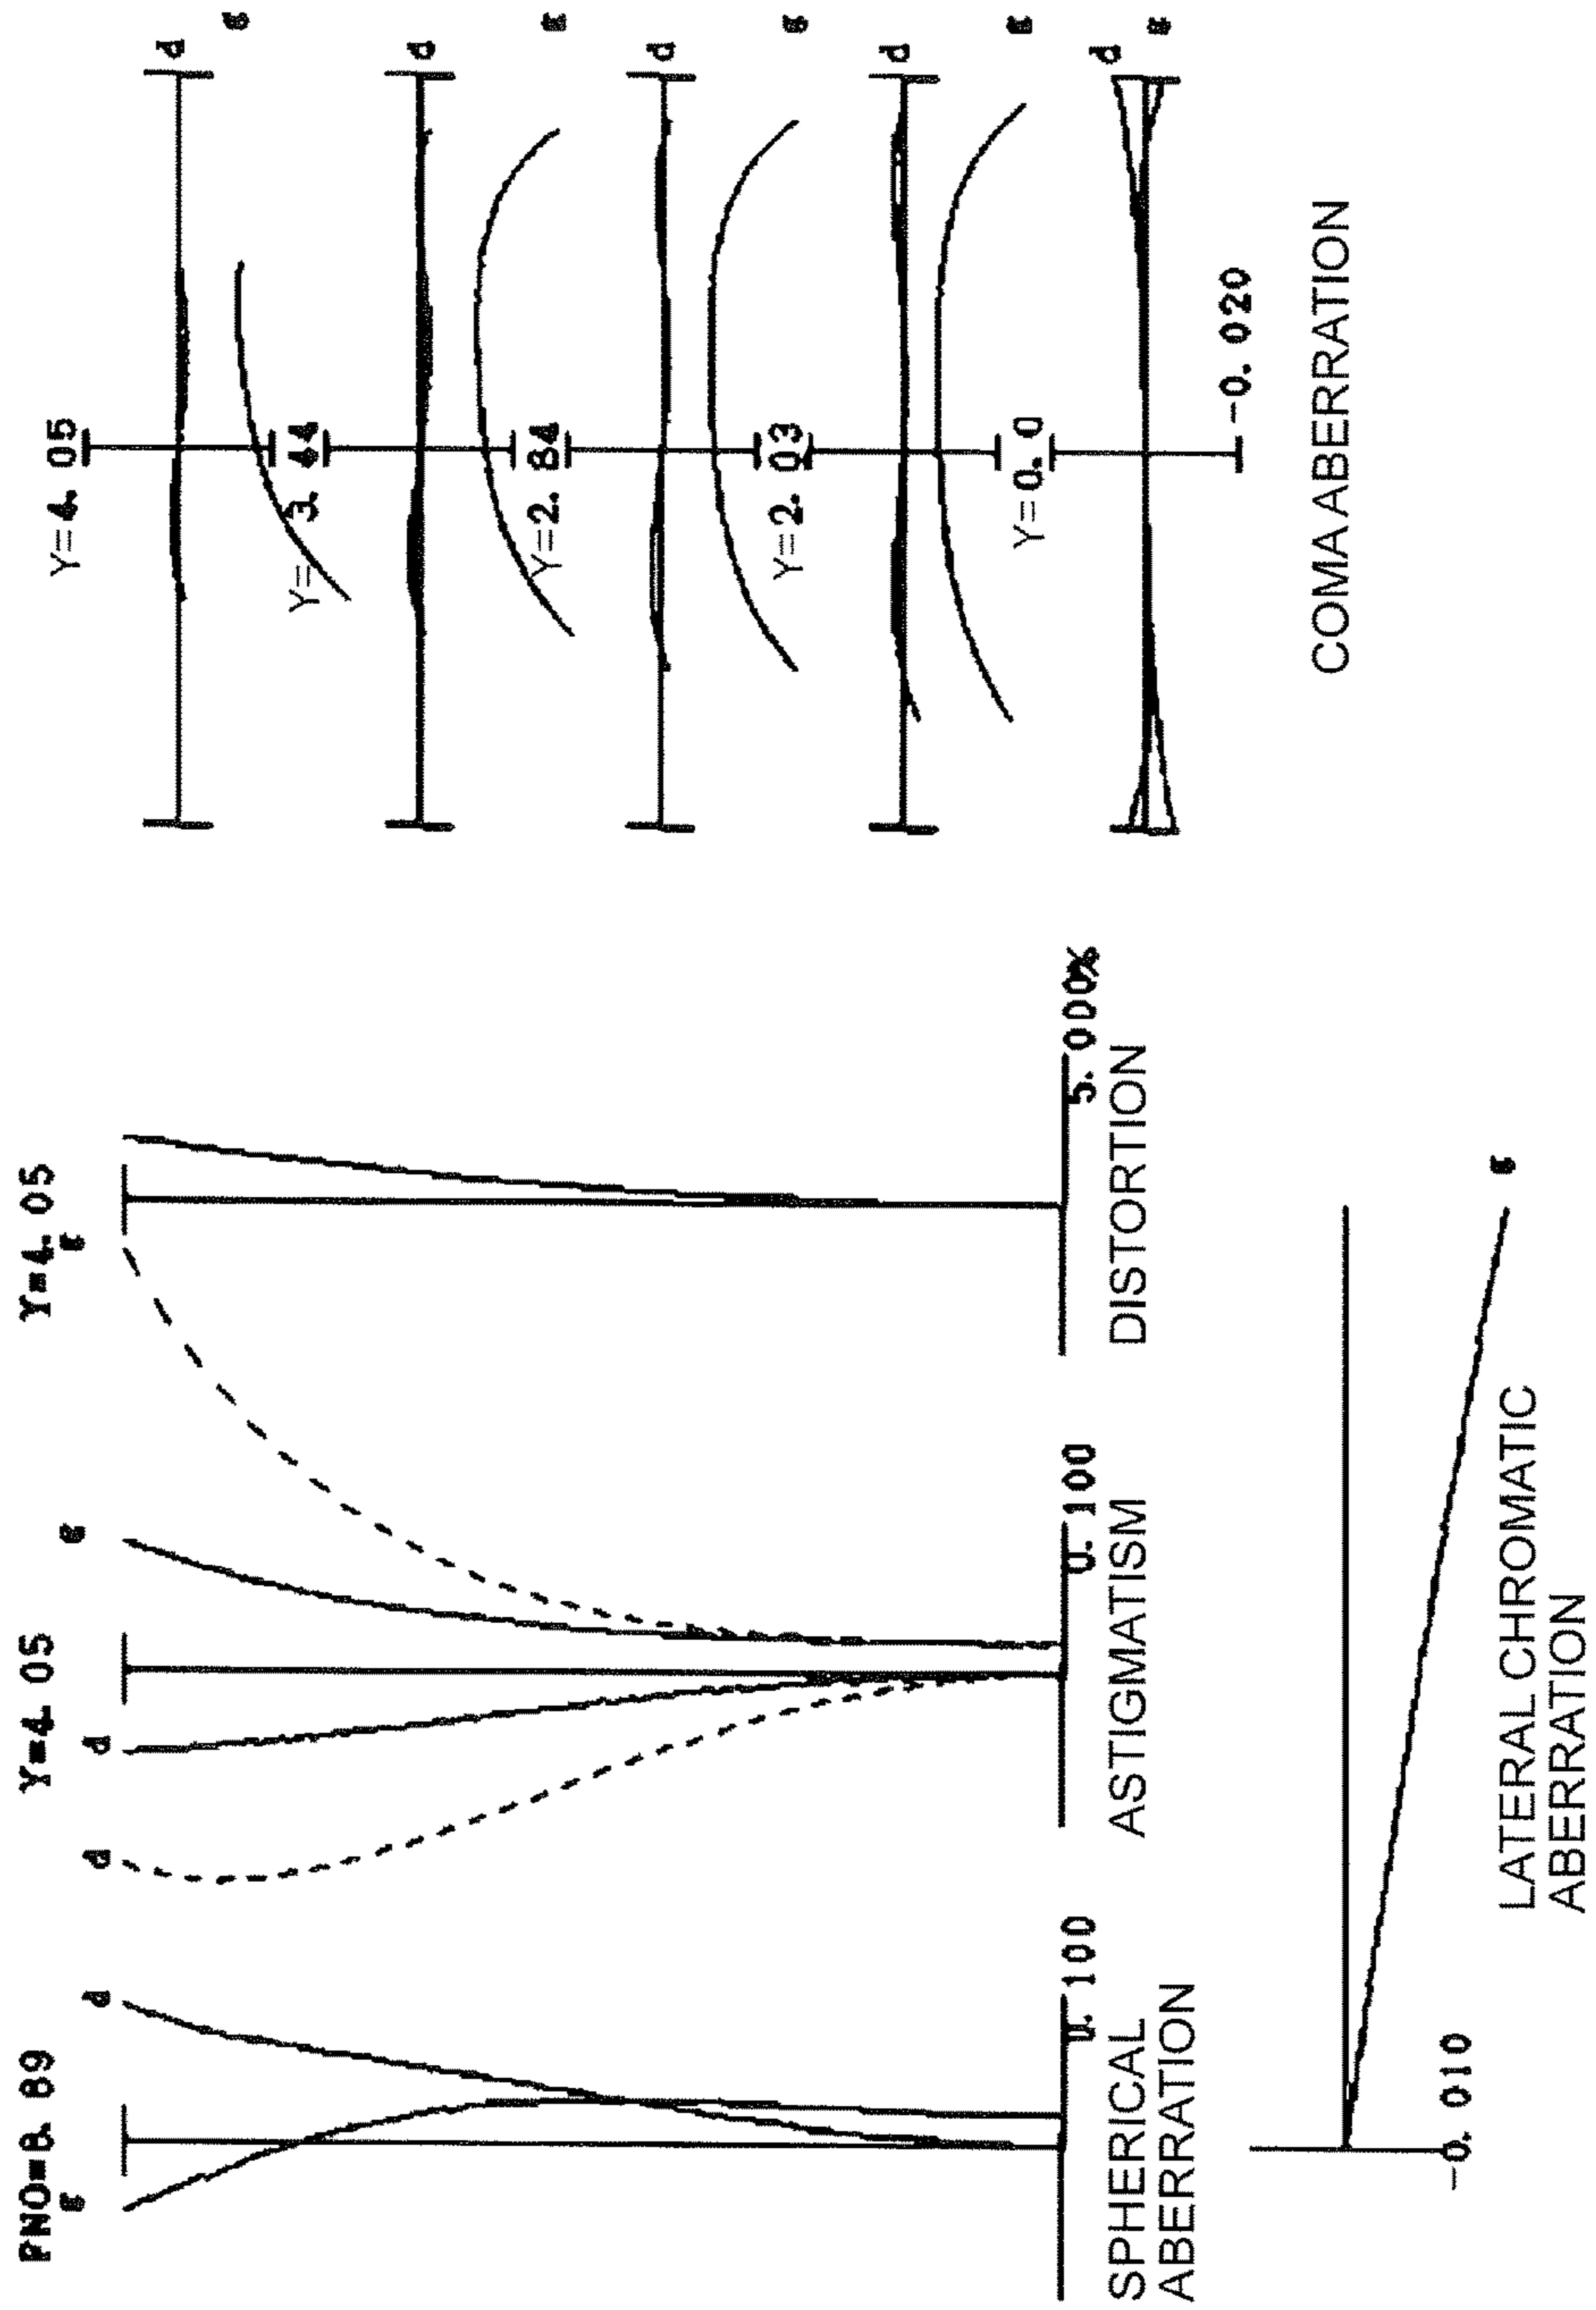 FNO=8. 89
g
d
0. 100
SPHERICAL
ABERRATION
Y=4. 05
d
d
g
g
0. 100
ASTIGMATISM
Y=4. 05
5. 000%
DISTORTION
-0. 010
g
LATERAL CHROMATIC
ABERRATION
Y=4. 05
d
g
Y=3. 44
d
g
Y=2. 84
d
g
Y=2. 03
d
g
Y=0. 0
d
g
-0. 020
COMA ABERRATION